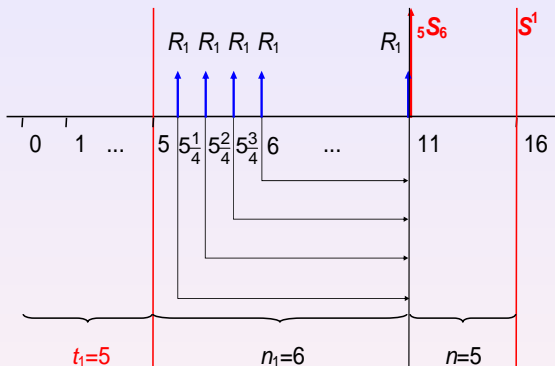 ₅S₆ S¹
R₁ R₁ R₁ R₁ R₁
0 1 ... 5 5¼ 52/4 5¾ 6 ... 11 16
t₁=5 n₁=6 n=5